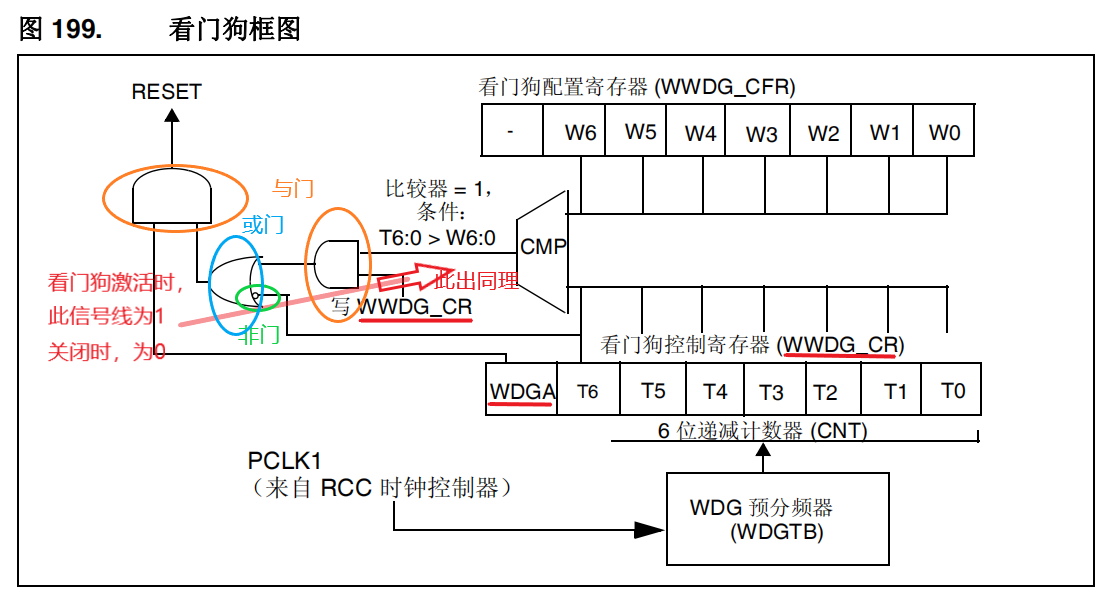 图 199. 看门狗框图
RESET
看门狗配置寄存器 (WWDG_CFR)
- W6 W5 W4 W3 W2 W1 W0
与门
比较器 = 1，
条件：
T6:0 > W6:0
或门
CMP
看门狗激活时，
此信号线为1
关闭时，为0
此出同理
写 WWDG_CR
非门
看门狗控制寄存器 (WWDG_CR)
WDGA T6 T5 T4 T3 T2 T1 T0
6 位递减计数器 (CNT)
PCLK1
（来自 RCC 时钟控制器）
WDG 预分频器
(WDGTB)